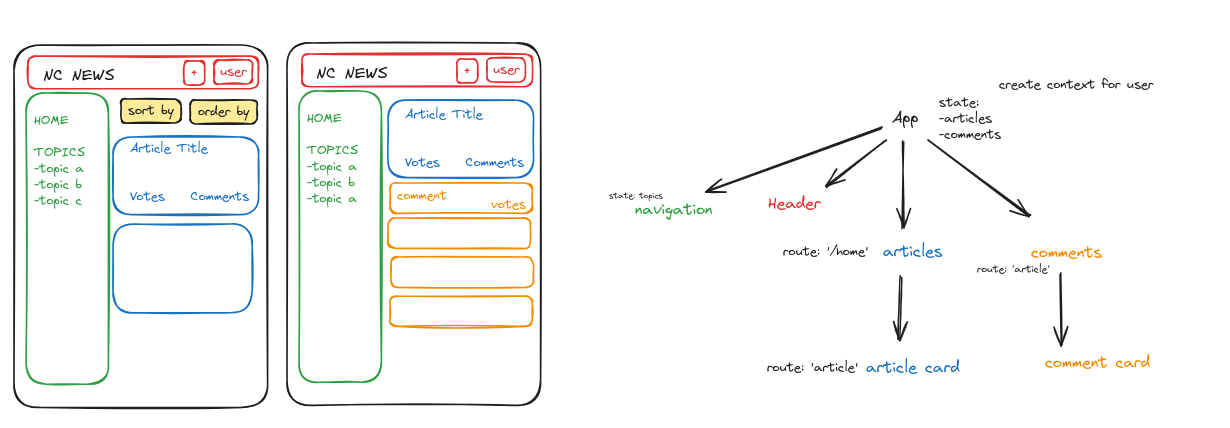 NC NEWS
+
user
HOME
TOPICS
-topic a
-topic b
-topic c
sort by
order by
Article Title
Votes
Comments
NC NEWS
+
user
HOME
TOPICS
-topic a
-topic b
-topic a
Article Title
Votes
Comments
comment
votes
create context for user
App
state:
-articles
-comments
state: topics
navigation
Header
route: '/home'
articles
comments
route: 'article'
route: 'article'
article card
comment card